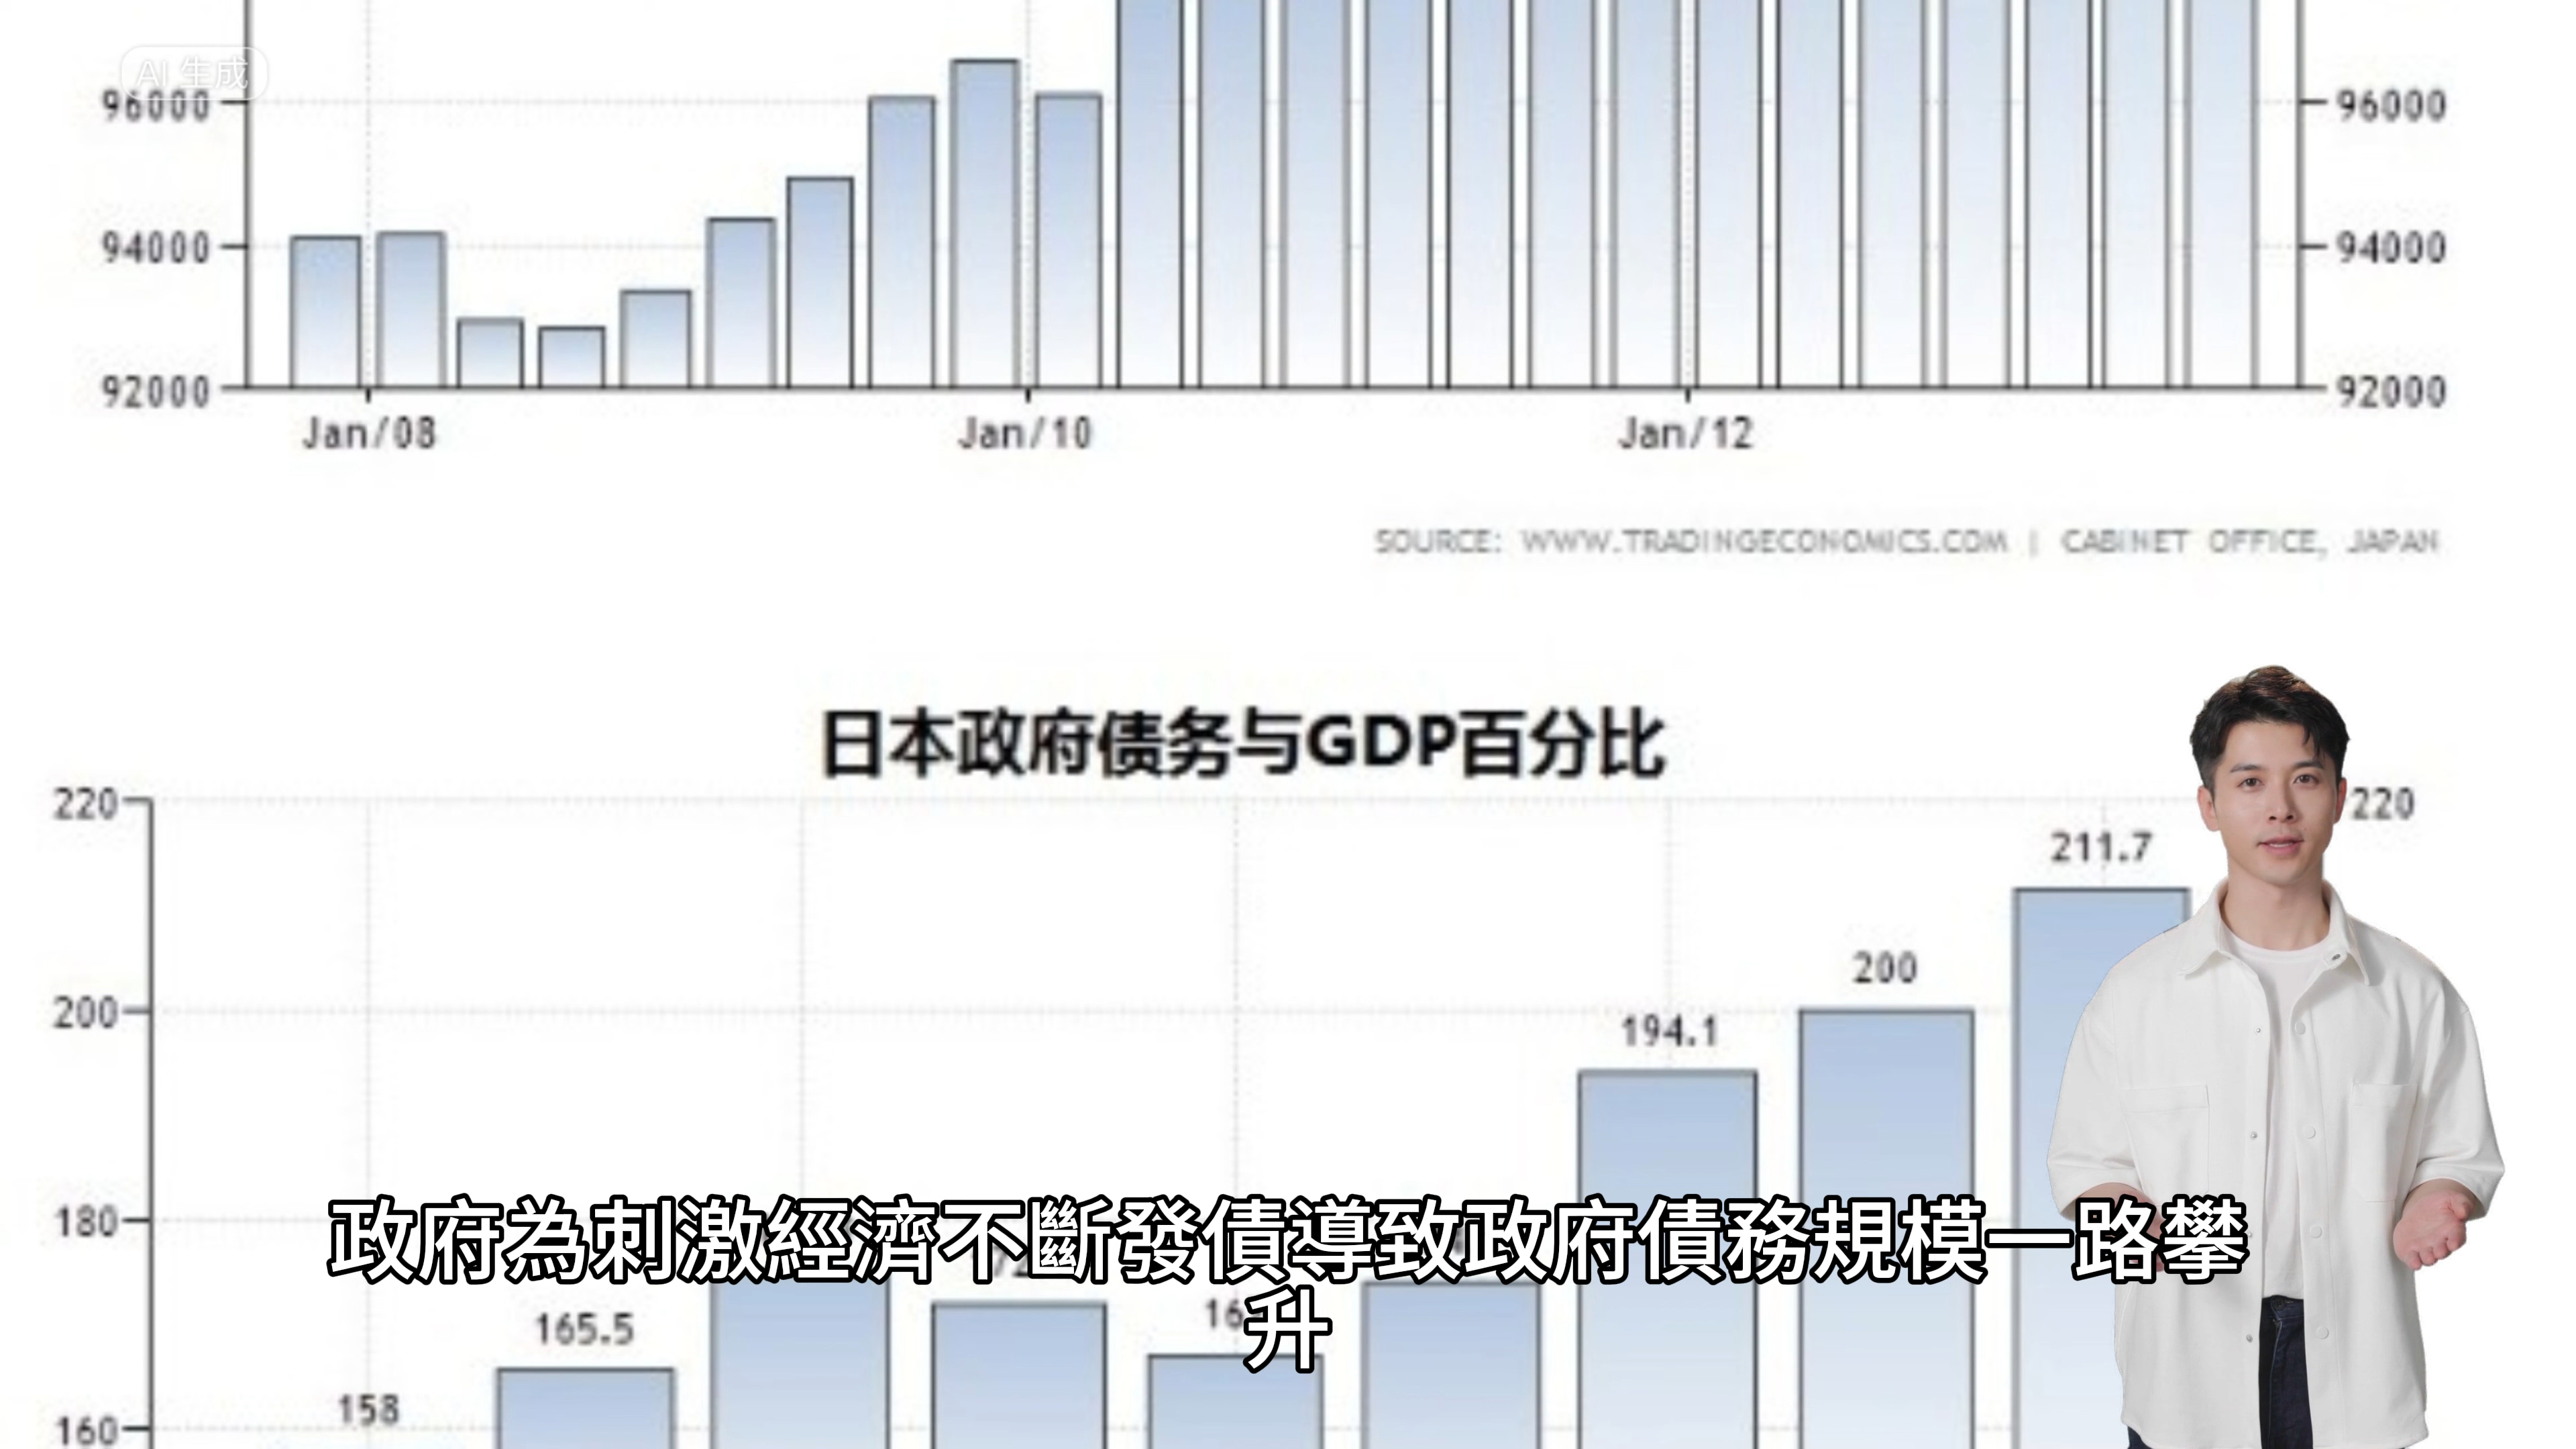 AI 生成
96000 96000
94000 94000
92000 92000
Jan/08 Jan/10 Jan/12
SOURCE: WWW.TRADINGECONOMICS.COM | CABINET OFFICE, JAPAN
日本政府债务与GDP百分比
220 220
211.7
200
194.1
200
180
政府為刺激經濟不斷發債導致政府債務規模一路攀
升
165.5
158
160